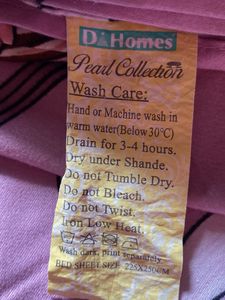 D Homes
Pearl Collection
Wash Care:
Hand or Machine wash in
warm water(Below 30°C)
Drain for 3-4 hours.
Dry under Shande.
Do not Tumble Dry.
Do not Bleach.
Do not Twist.
Iron Low Heat.
Wash dark, print separately
BED SHEET SIZE: 225X250CM